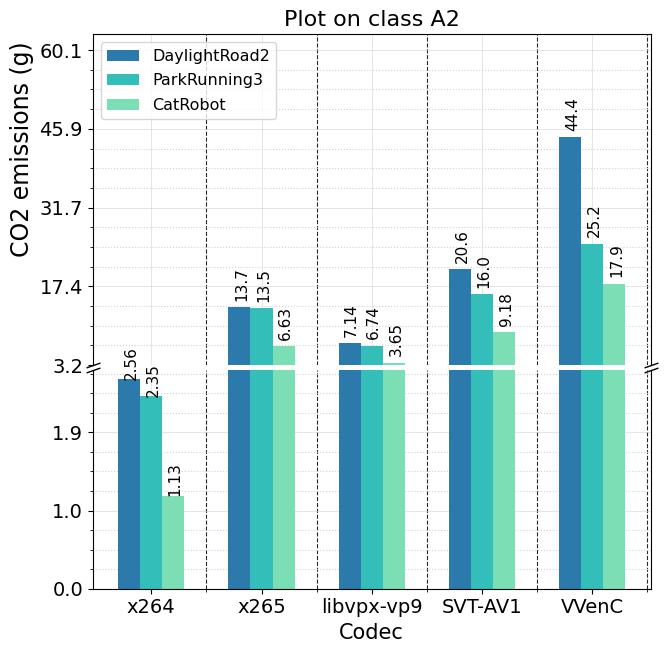 Plot on class A2
CO2 emissions (g)
60.1
45.9
31.7
17.4
3.2
1.9
1.0
0.0
DaylightRoad2
ParkRunning3
CatRobot
2.56
2.35
1.13
13.7
13.5
6.63
7.14
6.74
3.65
20.6
16.0
9.18
44.4
25.2
17.9
x264
x265
libvpx-vp9
SVT-AV1
VVenC
Codec